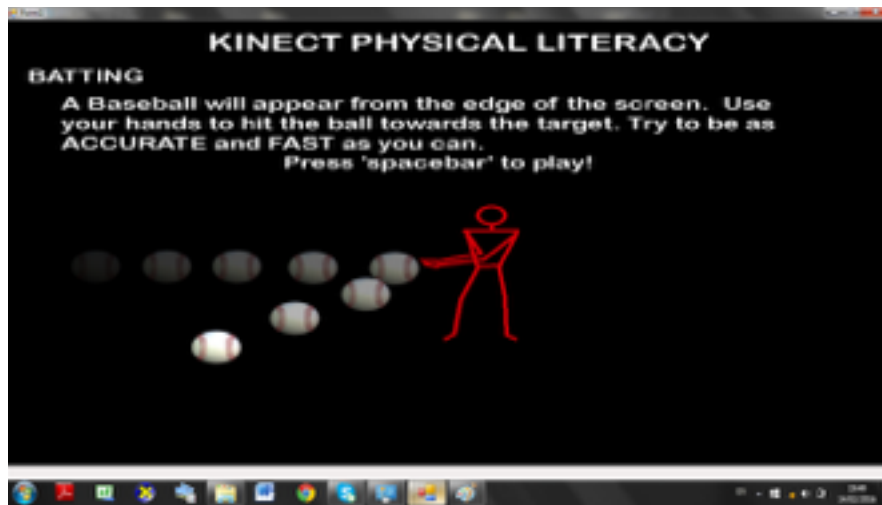 KINECT PHYSICAL LITERACY
BATTING
A Baseball will appear from the edge of the screen. Use
your hands to hit the ball towards the target. Try to be as
ACCURATE and FAST as you can.
Press 'spacebar' to play!